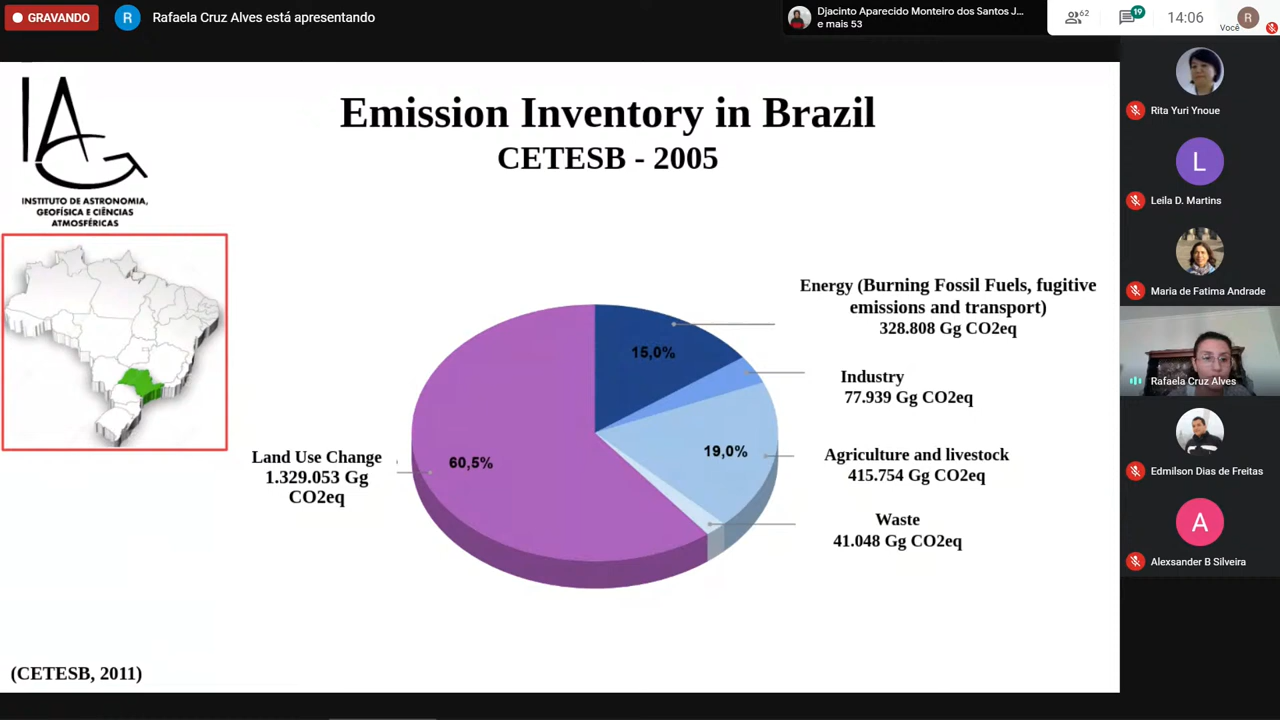 GRAVANDO
R
Rafaela Cruz Alves está apresentando
Djacinto Aparecido Monteiro dos Santos J...
e mais 53
62
19
14:06
R
Você
IAG
INSTITUTO DE ASTRONOMIA,
GEOFÍSICA E CIÊNCIAS
ATMOSFÉRICAS
Emission Inventory in Brazil
CETESB - 2005
Energy (Burning Fossil Fuels, fugitive
emissions and transport)
328.808 Gg CO2eq
15,0%
Industry
77.939 Gg CO2eq
19,0%
Agriculture and livestock
415.754 Gg CO2eq
Waste
41.048 Gg CO2eq
Land Use Change
1.329.053 Gg
CO2eq
60,5%
(CETESB, 2011)
Rita Yuri Ynoue
L
Leila D. Martins
Maria de Fatima Andrade
Rafaela Cruz Alves
Edmilson Dias de Freitas
A
Alexsander B Silveira